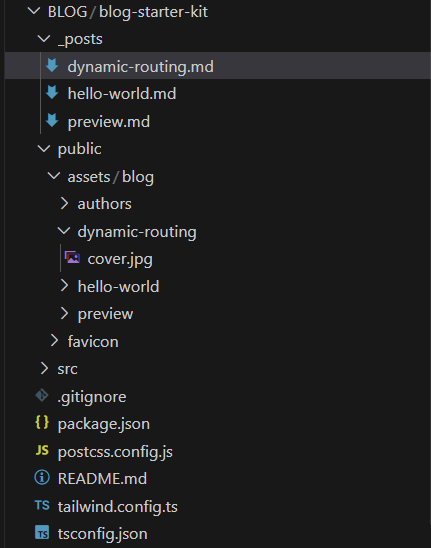 BLOG/blog-starter-kit
_posts
dynamic-routing.md
hello-world.md
preview.md
public
assets/blog
authors
dynamic-routing
cover.jpg
hello-world
preview
favicon
src
.gitignore
{} package.json
JS postcss.config.js
README.md
TS tailwind.config.ts
TS tsconfig.json